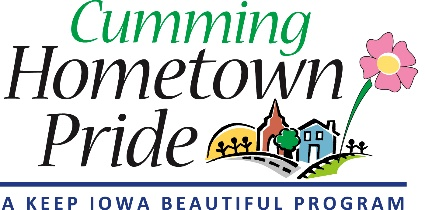 Cumming
Hometown
Pride
A KEEP IOWA BEAUTIFUL PROGRAM